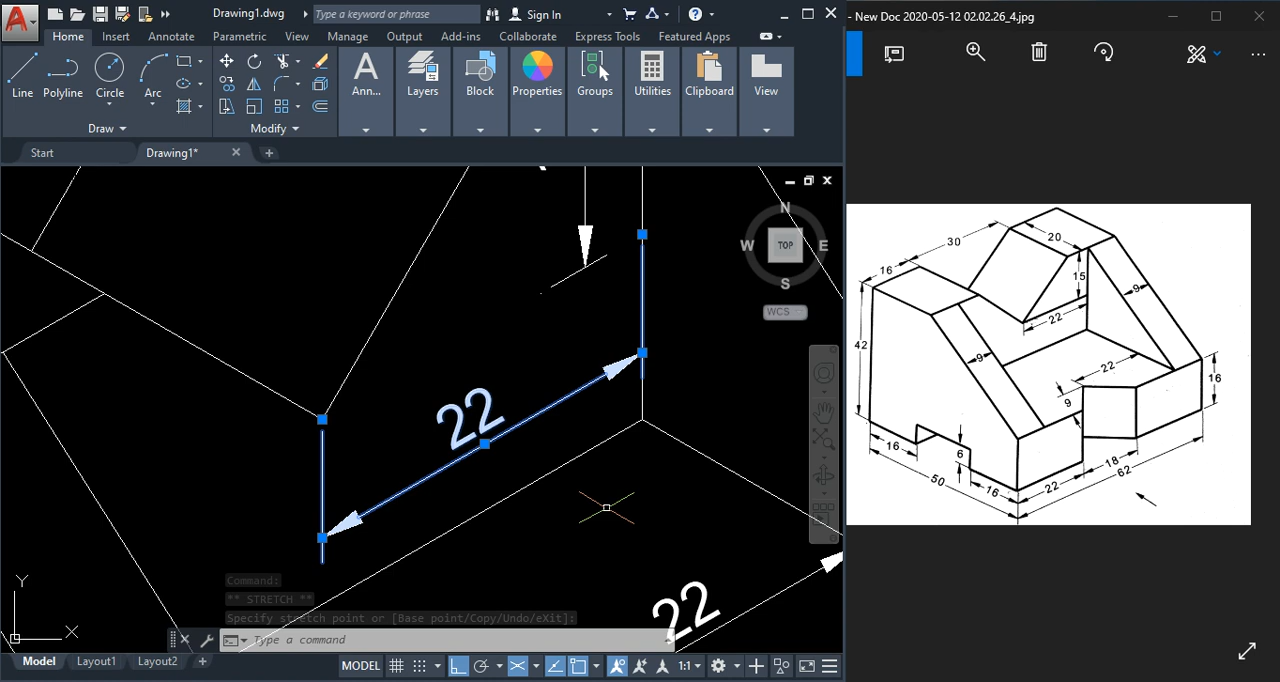 Drawing1.dwg
Type a keyword or phrase
Sign In
Home Insert Annotate Parametric View Manage Output Add-ins Collaborate Express Tools Featured Apps
Line Polyline Circle Arc
Ann... Layers Block Properties Groups Utilities Clipboard View
Draw Modify
Start Drawing1*
N
W TOP E
S
WCS
22
22
Y
X
Command:
** STRETCH **
Specify stretch point or [Base point/Copy/Undo/eXit]:
Type a command
Model Layout1 Layout2
MODEL 1:1
- New Doc 2020-05-12 02.02.26_4.jpg
20
30
16
15
9
22
42
9
22
16
9
16
6
18
62
50
16
22